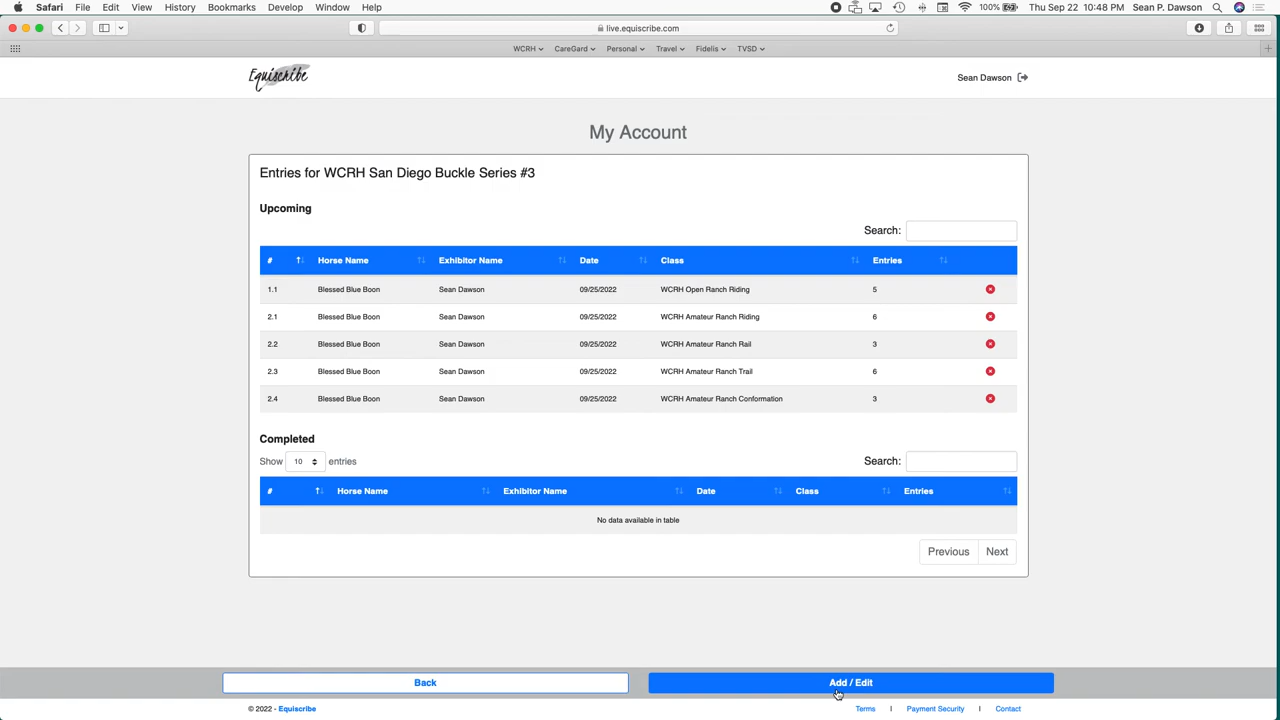 Safari File Edit View History Bookmarks Develop Window Help 100% Thu Sep 22 10:48 PM Sean P. Dawson
live.equiscribe.com
WCRH CareGard Personal Travel Fidelis TVSD
Equiscribe Sean Dawson
My Account
Entries for WCRH San Diego Buckle Series #3
Upcoming
Search:
# Horse Name Exhibitor Name Date Class Entries
1.1 Blessed Blue Boon Sean Dawson 09/25/2022 WCRH Open Ranch Riding 5
2.1 Blessed Blue Boon Sean Dawson 09/25/2022 WCRH Amateur Ranch Riding 6
2.2 Blessed Blue Boon Sean Dawson 09/25/2022 WCRH Amateur Ranch Rail 3
2.3 Blessed Blue Boon Sean Dawson 09/25/2022 WCRH Amateur Ranch Trail 6
2.4 Blessed Blue Boon Sean Dawson 09/25/2022 WCRH Amateur Ranch Conformation 3
Completed
Show 10 entries Search:
# Horse Name Exhibitor Name Date Class Entries
No data available in table
Previous Next
Back Add / Edit
© 2022 - Equiscribe Terms | Payment Security | Contact